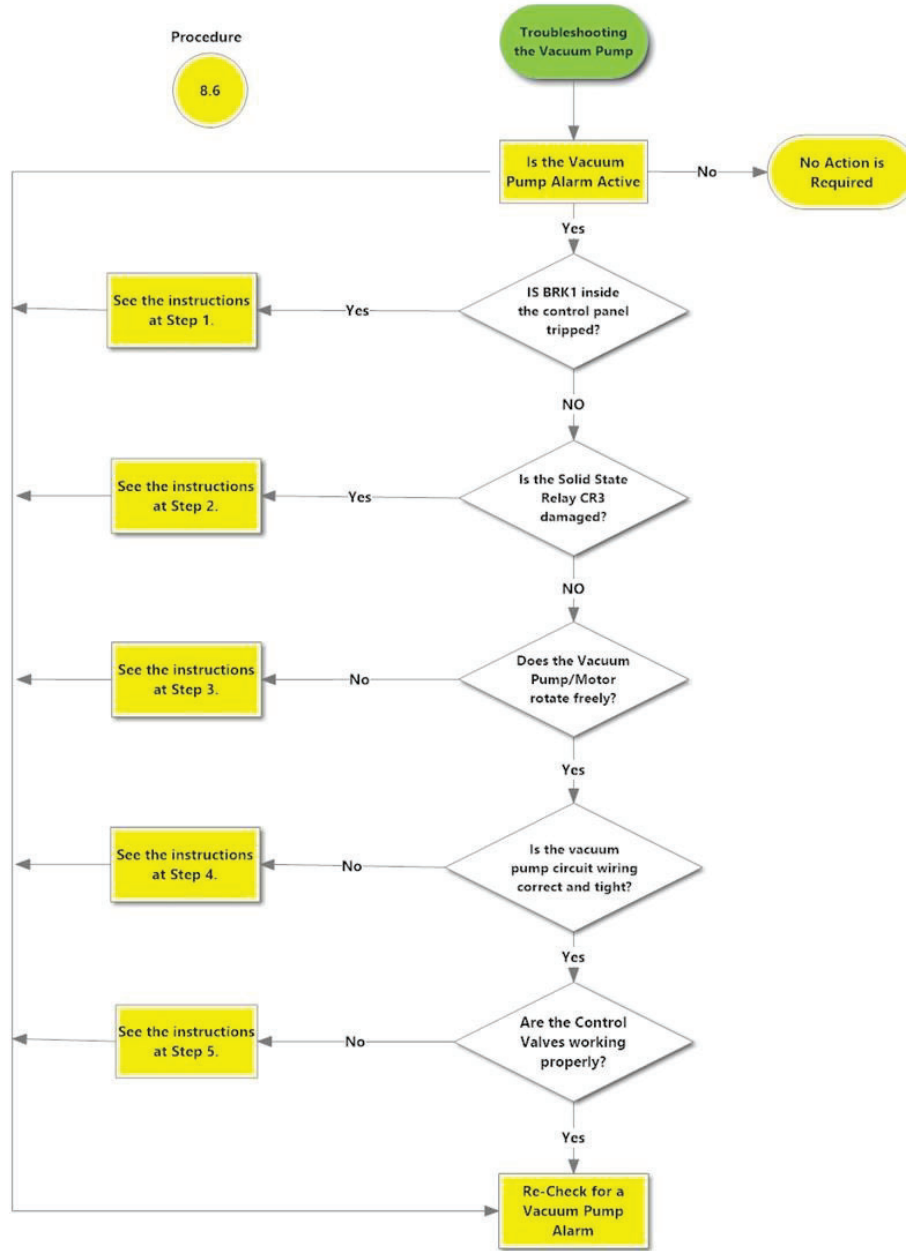 Procedure
8.6
Troubleshooting
the Vacuum Pump
Is the Vacuum
Pump Alarm Active
No
No Action is
Required
Yes
IS BRK1 inside
the control panel
tripped?
Yes
See the instructions
at Step 1.
NO
Is the Solid State
Relay CR3
damaged?
Yes
See the instructions
at Step 2.
NO
Does the Vacuum
Pump/Motor
rotate freely?
No
See the instructions
at Step 3.
Yes
Is the vacuum
pump circuit wiring
correct and tight?
No
See the instructions
at Step 4.
Yes
Are the Control
Valves working
properly?
No
See the instructions
at Step 5.
Yes
Re-Check for a
Vacuum Pump
Alarm